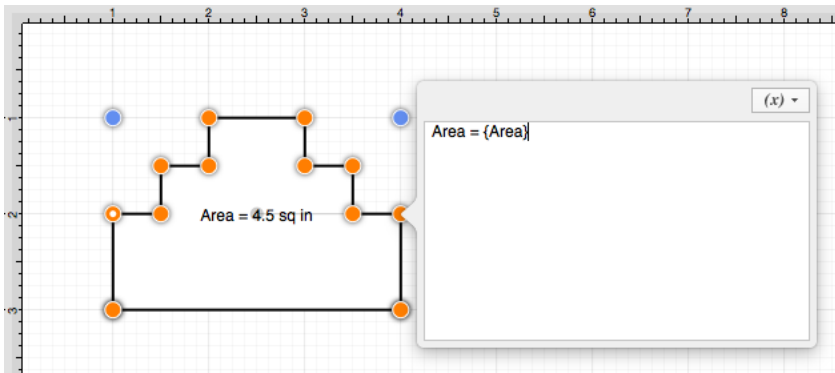 1 2 3 4 5 6 7 8
(x)
1
Area = {Area}
2
Area = 4.5 sq in
3